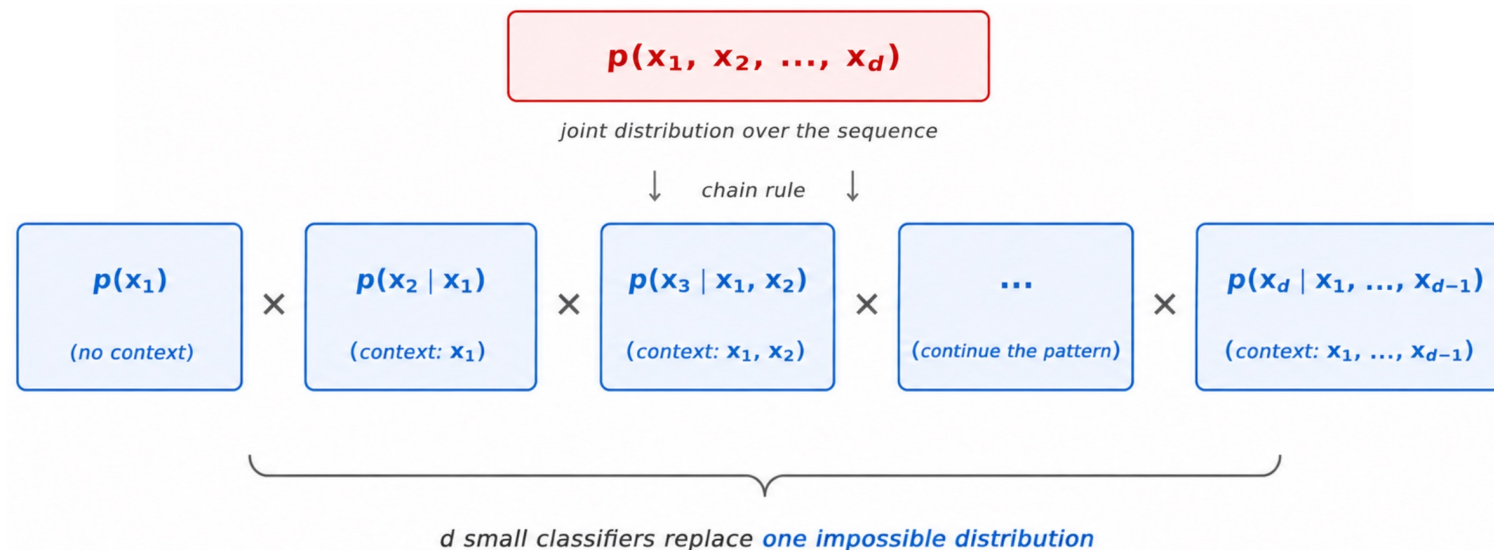 p(x₁, x₂, ..., x_d)
joint distribution over the sequence
↓ chain rule ↓
p(x₁) × p(x₂ | x₁) × p(x₃ | x₁, x₂) × ... × p(x_d | x₁, ..., x_{d−1})
(no context) (context: x₁) (context: x₁, x₂) (continue the pattern) (context: x₁, ..., x_{d−1})
d small classifiers replace one impossible distribution